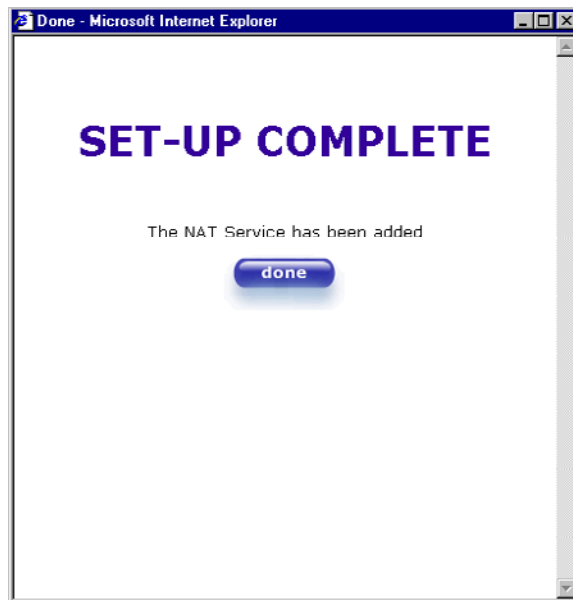 Done - Microsoft Internet Explorer
SET-UP COMPLETE
The NAT Service has been added
done